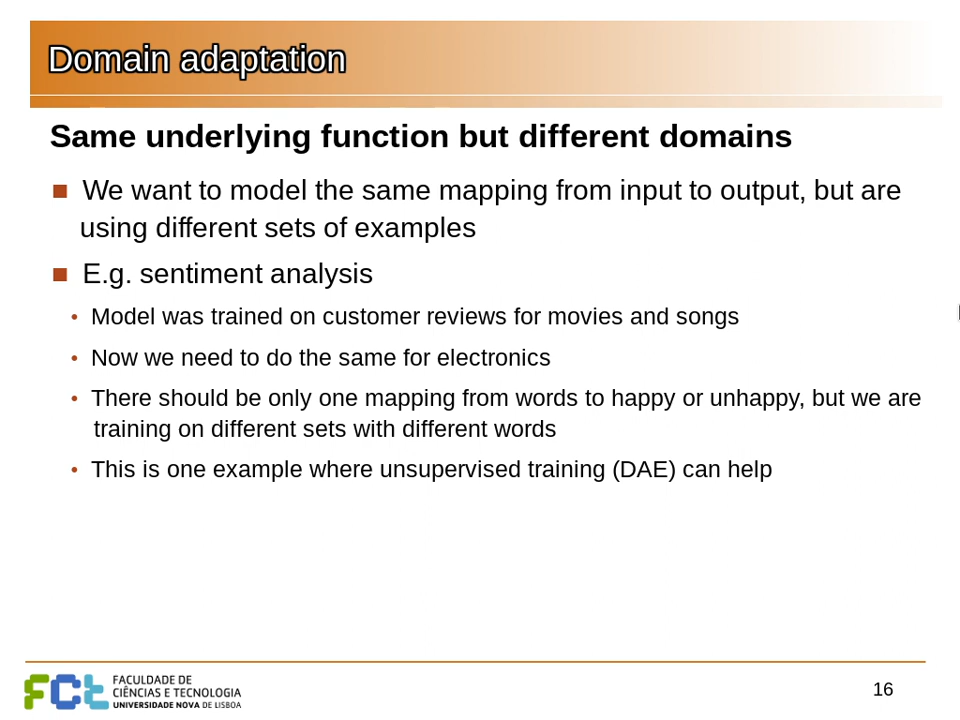 Domain adaptation
Same underlying function but different domains
■ We want to model the same mapping from input to output, but are
using different sets of examples
■ E.g. sentiment analysis
• Model was trained on customer reviews for movies and songs
• Now we need to do the same for electronics
• There should be only one mapping from words to happy or unhappy, but we are
training on different sets with different words
• This is one example where unsupervised training (DAE) can help
FCt
FACULDADE DE
CIÊNCIAS E TECNOLOGIA
UNIVERSIDADE NOVA DE LISBOA
16